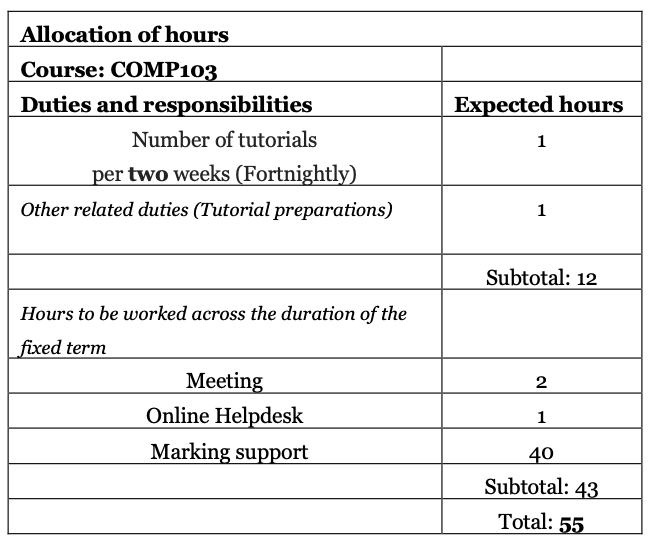 Allocation of hours
Course: COMP103
Duties and responsibilities Expected hours
Number of tutorials 1
per two weeks (Fortnightly)
Other related duties (Tutorial preparations) 1
Subtotal: 12
Hours to be worked across the duration of the
fixed term
Meeting 2
Online Helpdesk 1
Marking support 40
Subtotal: 43
Total: 55